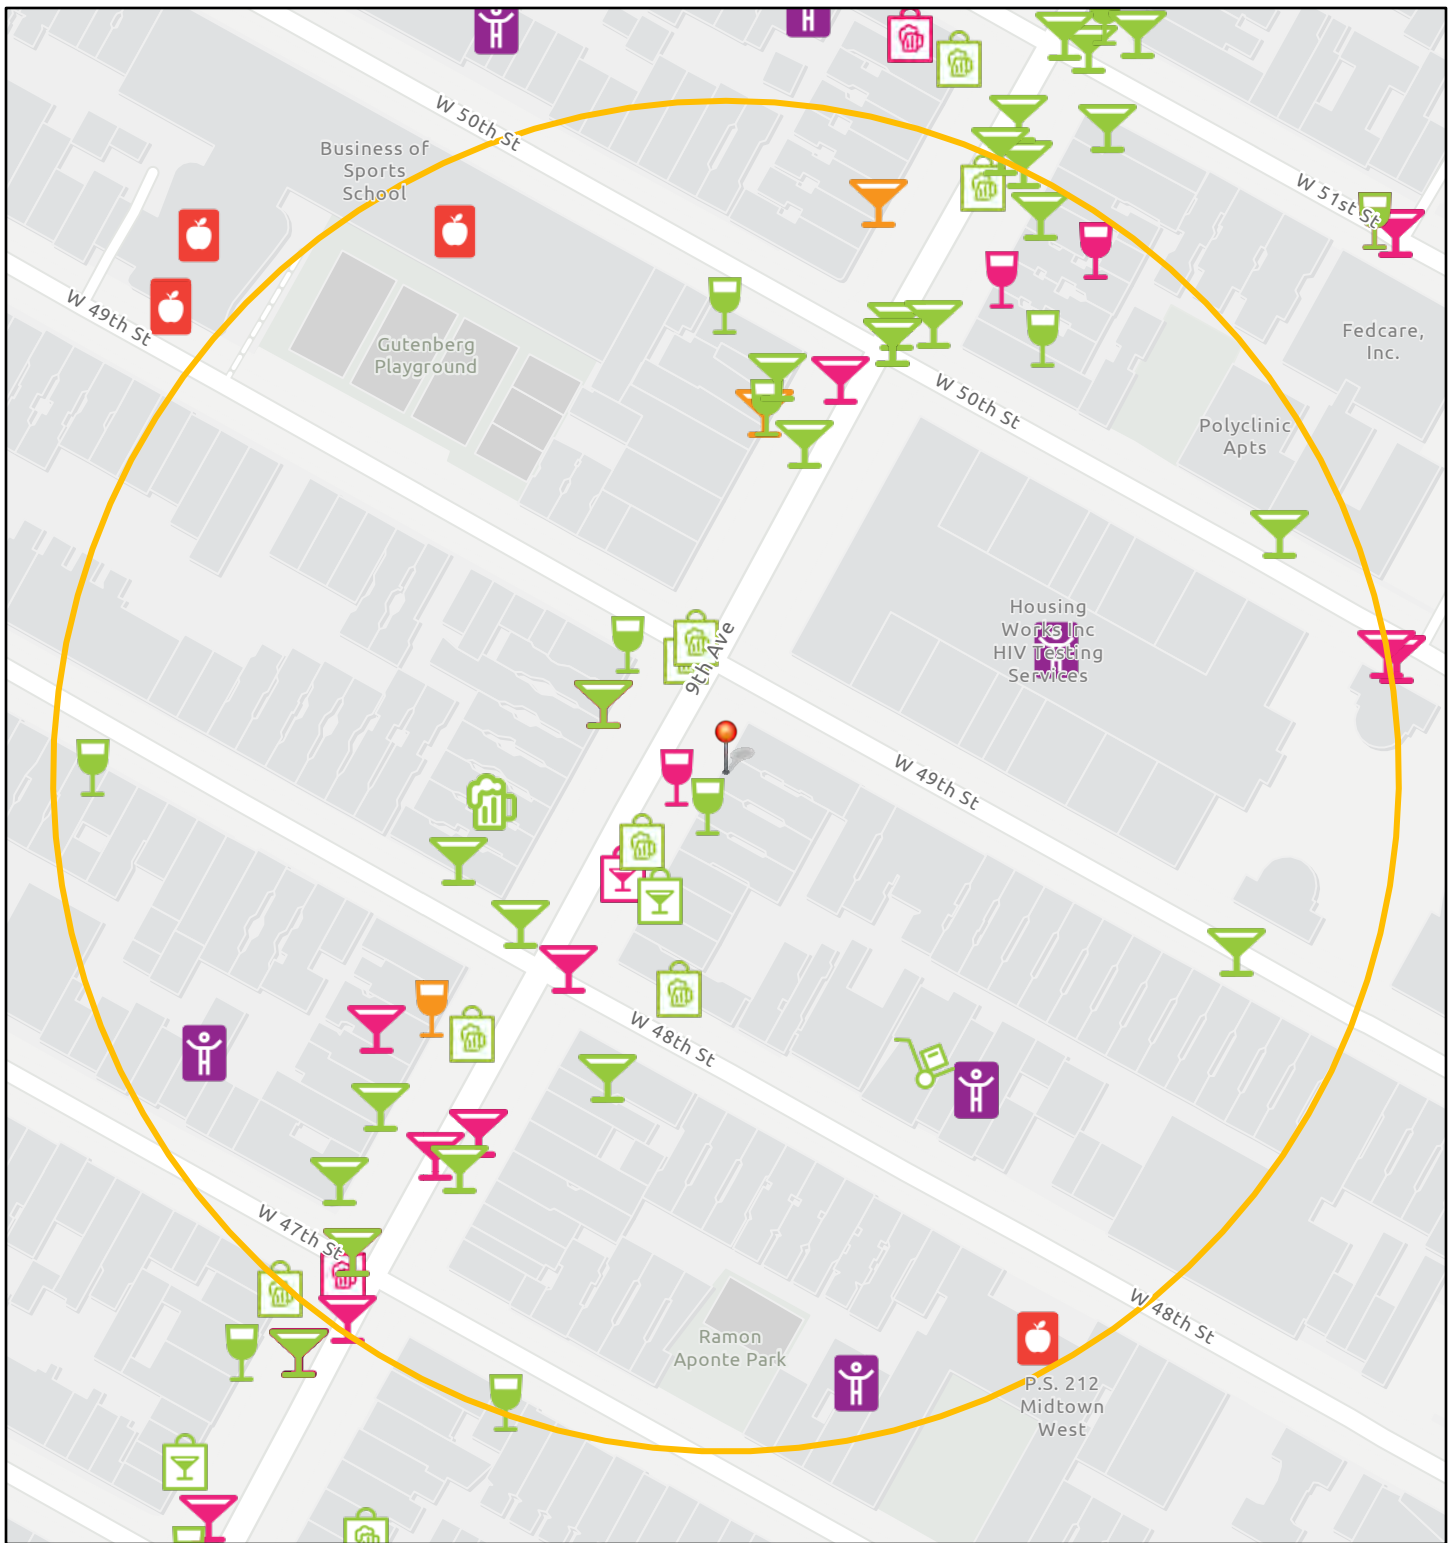 W 50th St
Business of
Sports
School
W 51st St
W 49th St
Gutenberg
Playground
Fedcare,
Inc.
W 50th St
Polyclinic
Apts
Housing
Works Inc
HIV Testing
Services
9th Ave
W 49th St
W 48th St
W 47th St
W 48th St
Ramon
Aponte Park
P.S. 212
Midtown
West